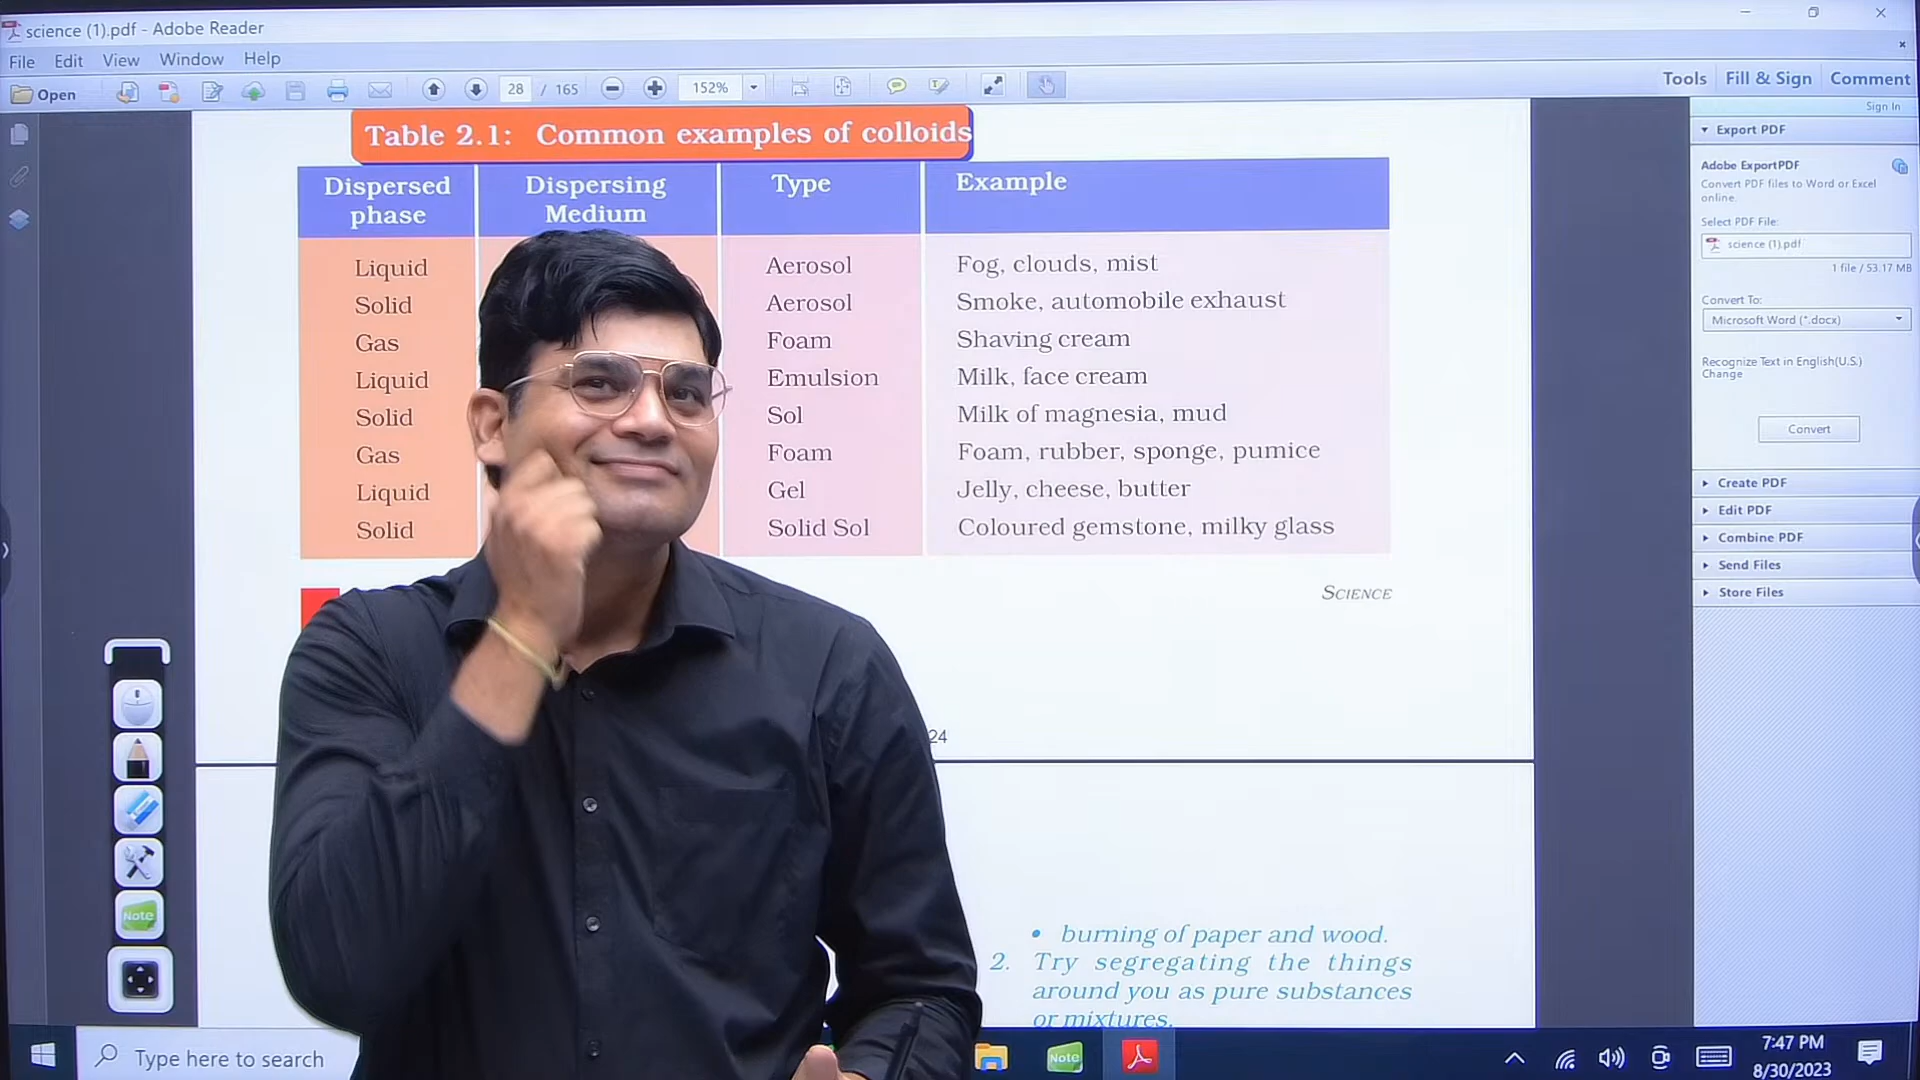 science (1).pdf - Adobe Reader
File Edit View Window Help
Open 28 / 165 152% Tools Fill & Sign Comment
Sign In
Table 2.1: Common examples of colloids
Dispersed phase Dispersing Medium Type Example
Liquid Aerosol Fog, clouds, mist
Solid Aerosol Smoke, automobile exhaust
Gas Foam Shaving cream
Liquid Emulsion Milk, face cream
Solid Sol Milk of magnesia, mud
Gas Foam Foam, rubber, sponge, pumice
Liquid Gel Jelly, cheese, butter
Solid Solid Sol Coloured gemstone, milky glass
SCIENCE
24
• burning of paper and wood.
2. Try segregating the things
around you as pure substances
or mixtures.
Export PDF
Adobe ExportPDF
Convert PDF files to Word or Excel
online.
Select PDF File:
science (1).pdf
1 file / 53.17 MB
Convert To:
Microsoft Word (*.docx)
Recognize Text in English(U.S.)
Change
Convert
Create PDF
Edit PDF
Combine PDF
Send Files
Store Files
Note
Type here to search
Note
7:47 PM
8/30/2023